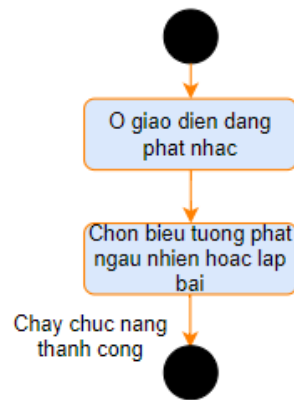 O giao dien dang
phat nhac
Chon bieu tuong phat
ngau nhien hoac lap
bai
Chay chuc nang
thanh cong